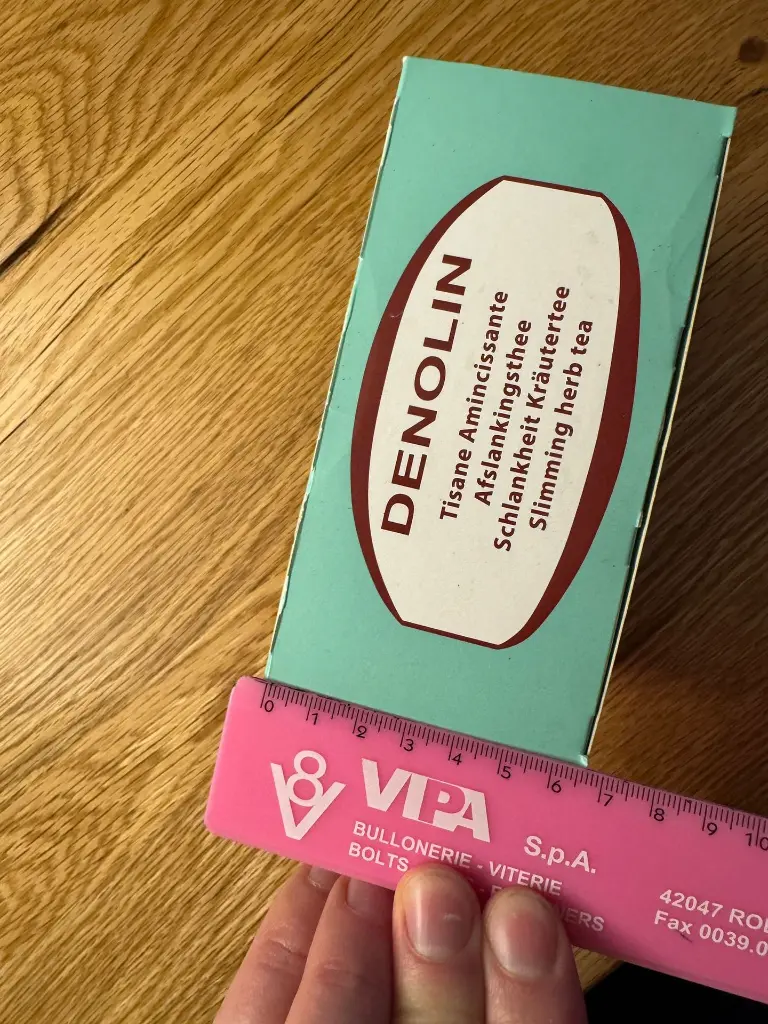 DENOLIN
Tisane Amincissante
Afslankingsthee
Schlankheit Kräutertee
Slimming herb tea
0 1 2 3 4 5 6 7 8 9 10
V8
VIPA S.p.A.
BULLONERIE - VITERIE
BOLTS
42047 RO
Fax 0039.0